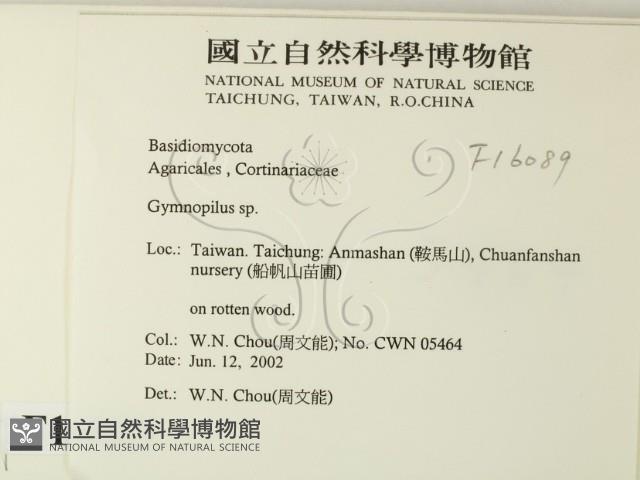 國立自然科學博物館
NATIONAL MUSEUM OF NATURAL SCIENCE
TAICHUNG, TAIWAN, R.O.CHINA
Basidiomycota
F16089
Agaricales , Cortinariaceae
Gymnopilus sp.
Loc.: Taiwan. Taichung: Anmashan (鞍馬山), Chuanfanshan
nursery (船帆山苗圃)
on rotten wood.
Col.: W.N. Chou(周文能); No. CWN 05464
Date: Jun. 12, 2002
Det.: W.N. Chou(周文能)
國立自然科學博物館
NATIONAL MUSEUM OF NATURAL SCIENCE